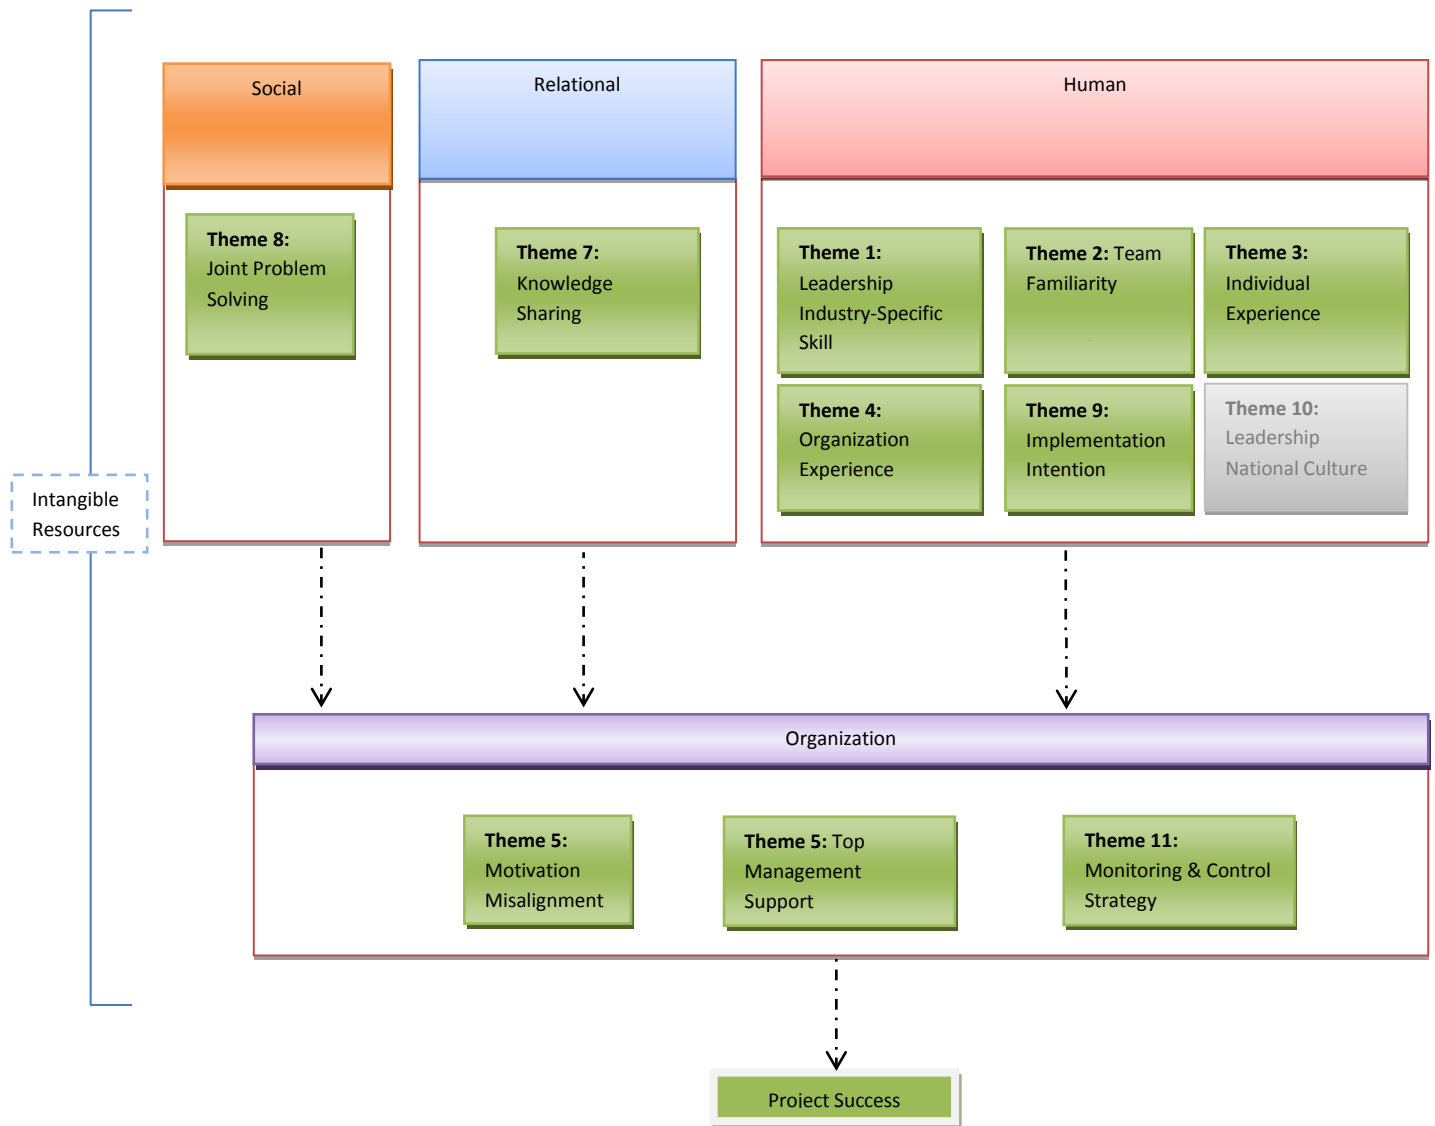 Social
Relational
Human
Theme 8:
Joint Problem
Solving
Theme 7:
Knowledge
Sharing
Theme 1:
Leadership
Industry-Specific
Skill
Theme 2: Team
Familiarity
Theme 3:
Individual
Experience
Theme 4:
Organization
Experience
Theme 9:
Implementation
Intention
Theme 10:
Leadership
National Culture
Intangible
Resources
Organization
Theme 5:
Motivation
Misalignment
Theme 5: Top
Management
Support
Theme 11:
Monitoring & Control
Strategy
Project Success